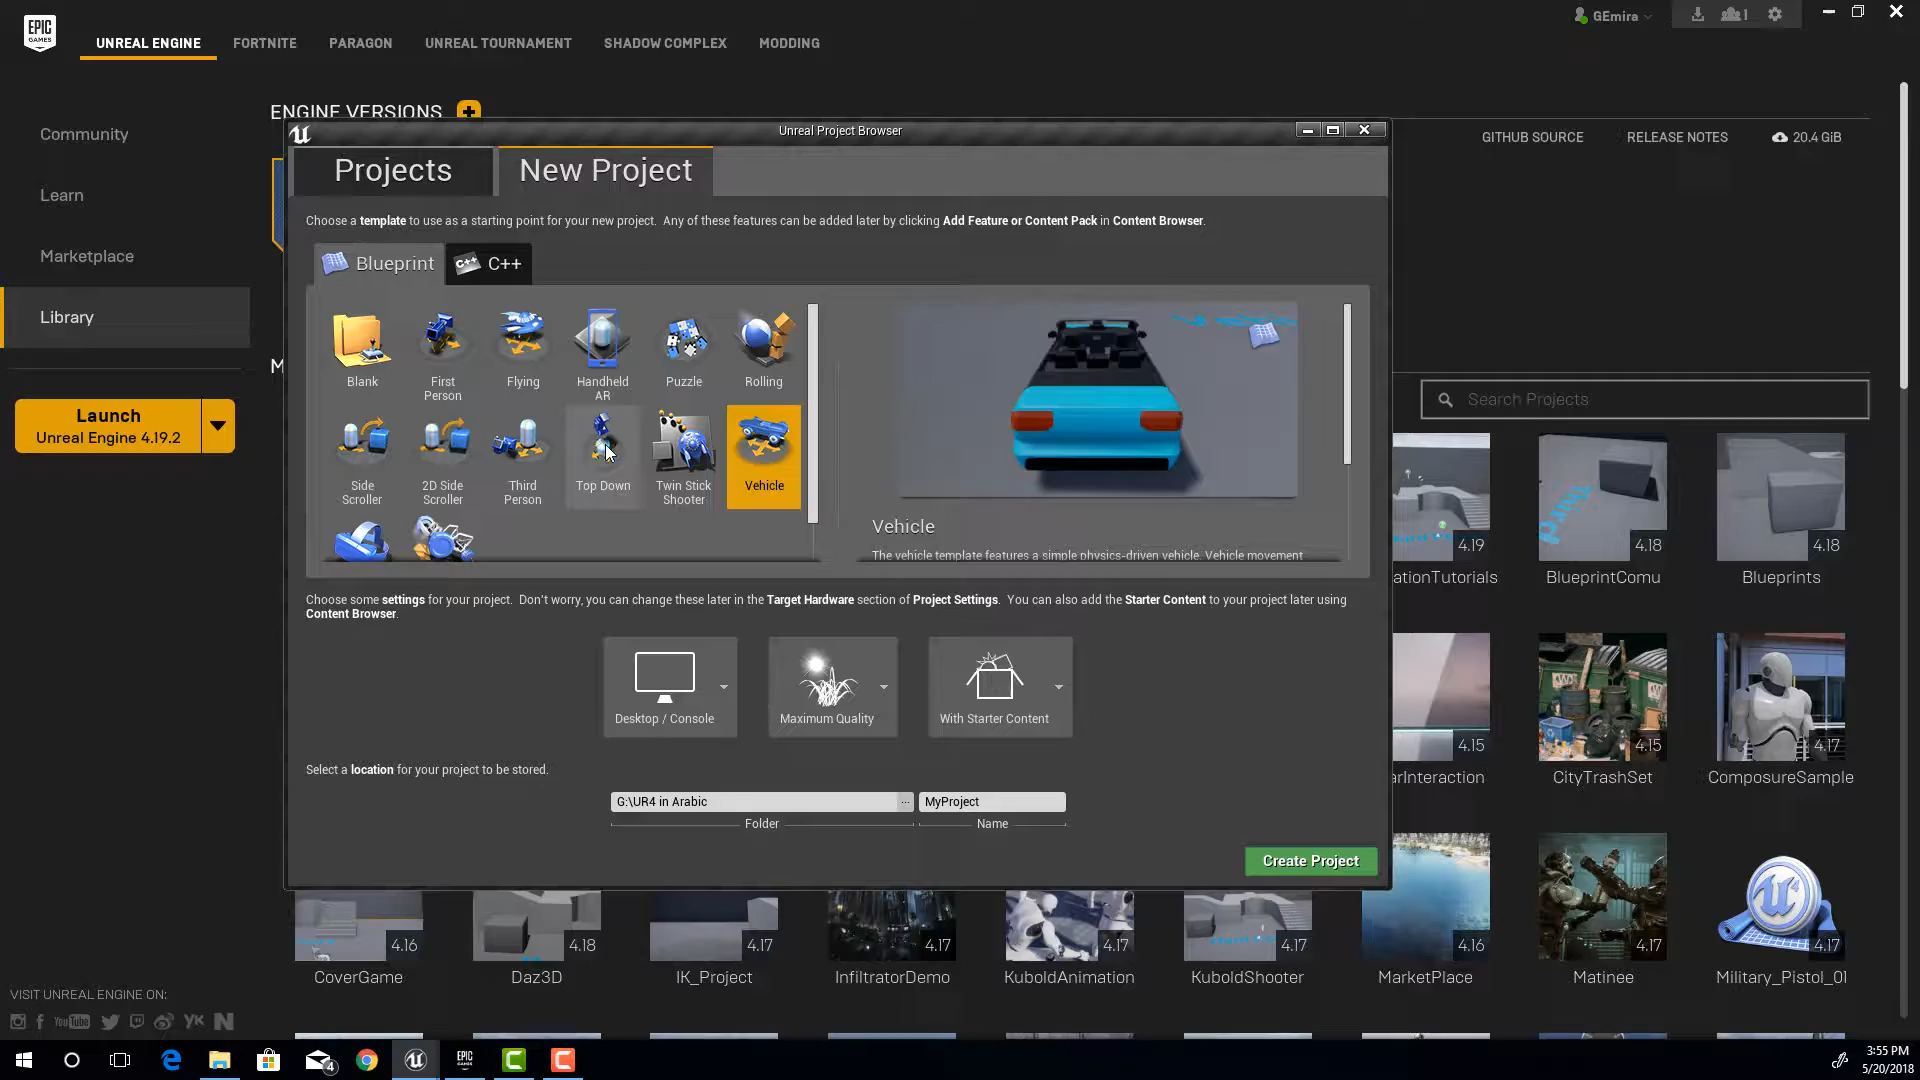 EPIC GAMES
UNREAL ENGINE
FORTNITE
PARAGON
UNREAL TOURNAMENT
SHADOW COMPLEX
MODDING
GEmira
1
Community
Learn
Marketplace
Library
Launch
Unreal Engine 4.19.2
ENGINE VERSIONS
GITHUB SOURCE
RELEASE NOTES
20.4 GiB
M
Search Projects
Unreal Project Browser
Projects
New Project
Choose a template to use as a starting point for your new project. Any of these features can be added later by clicking Add Feature or Content Pack in Content Browser.
Blueprint
C++
C++
Blank
First
Person
Flying
Handheld
AR
Puzzle
Rolling
Side
Scroller
2D Side
Scroller
Third
Person
Top Down
Twin Stick
Shooter
Vehicle
Vehicle
The vehicle template features a simple physics-driven vehicle. Vehicle movement
Choose some settings for your project. Don't worry, you can change these later in the Target Hardware section of Project Settings. You can also add the Starter Content to your project later using
Content Browser.
Desktop / Console
Maximum Quality
With Starter Content
Select a location for your project to be stored.
G:\UR4 in Arabic
...
MyProject
Folder
Name
Create Project
4.19
ationTutorials
4.18
BlueprintComu
4.18
Blueprints
4.15
arInteraction
4.15
CityTrashSet
4.17
ComposureSample
4.16
CoverGame
4.18
Daz3D
4.17
IK_Project
4.17
InfiltratorDemo
4.17
KuboldAnimation
4.17
KuboldShooter
4.16
MarketPlace
4.17
Matinee
4.17
Military_Pistol_01
VISIT UNREAL ENGINE ON:
YouTube
4
EPIC GAMES
3:55 PM
5/20/2018